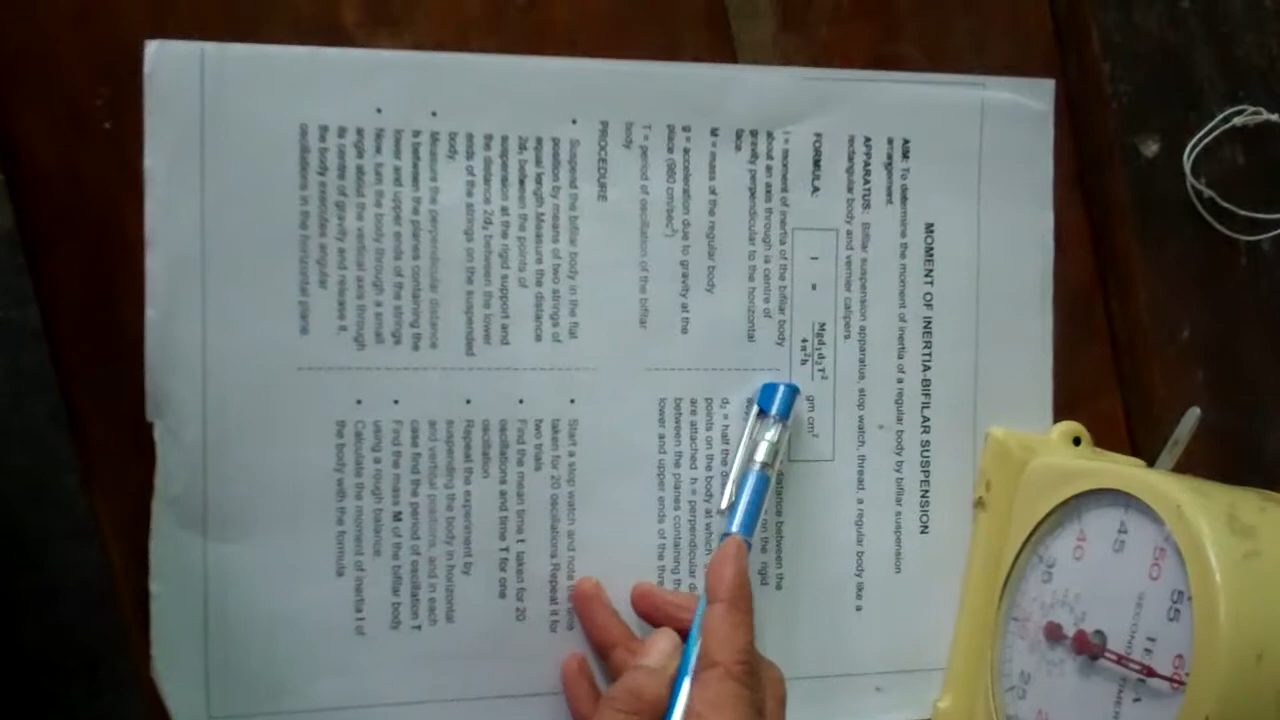 MOMENT OF INERTIA-BIFILAR SUSPENSION
AIM: To determine the moment of inertia of a regular body by bifilar suspension
arrangement.
APPARATUS: Bifilar suspension apparatus, stop watch, thread, a regular body like a
rectangular body and vernier calipers.
FORMULA: I = Mgd₁d₂T² / 4π²h gm cm²
I = moment of inertia of the bifilar body
about an axis through is centre of
gravity perpendicular to the horizontal
face.
M = mass of the regular body
g = acceleration due to gravity at the
place (980 cm/sec²)
T = period of oscillation of the bifilar
body
distance between the
on the rigid
d₂ = half the
points on the body at which
are attached h = perpendicular
between the planes containing
lower and upper ends of the
PROCEDURE
• Suspend the bifilar body in the flat
position by means of two strings of
equal length.Measure the distance
2d₁ between the points of
suspension at the rigid support and
the distance 2d₂ between the lower
ends of the strings on the suspended
body
• Measure the perpendicular distance
h between the planes containing the
lower and upper ends of the strings
• Now, turn the body through a small
angle about the vertical axis through
its centre of gravity and release it,
the body executes angular
oscillations in the horizontal plane.
• Start a stop watch and note time
taken for 20 oscillations.Repeat it for
two trials
• Find the mean time t taken for 20
oscillations and time T for one
oscillation
• Repeat the experiment by
suspending the body in horizontal
and vertical positions, and in each
case find the period of oscillation T
• Find the mass M of the bifilar body
using a rough balance.
• Calculate the moment of inertia I of
the body with the formula
60
55
50
45
40
35
25